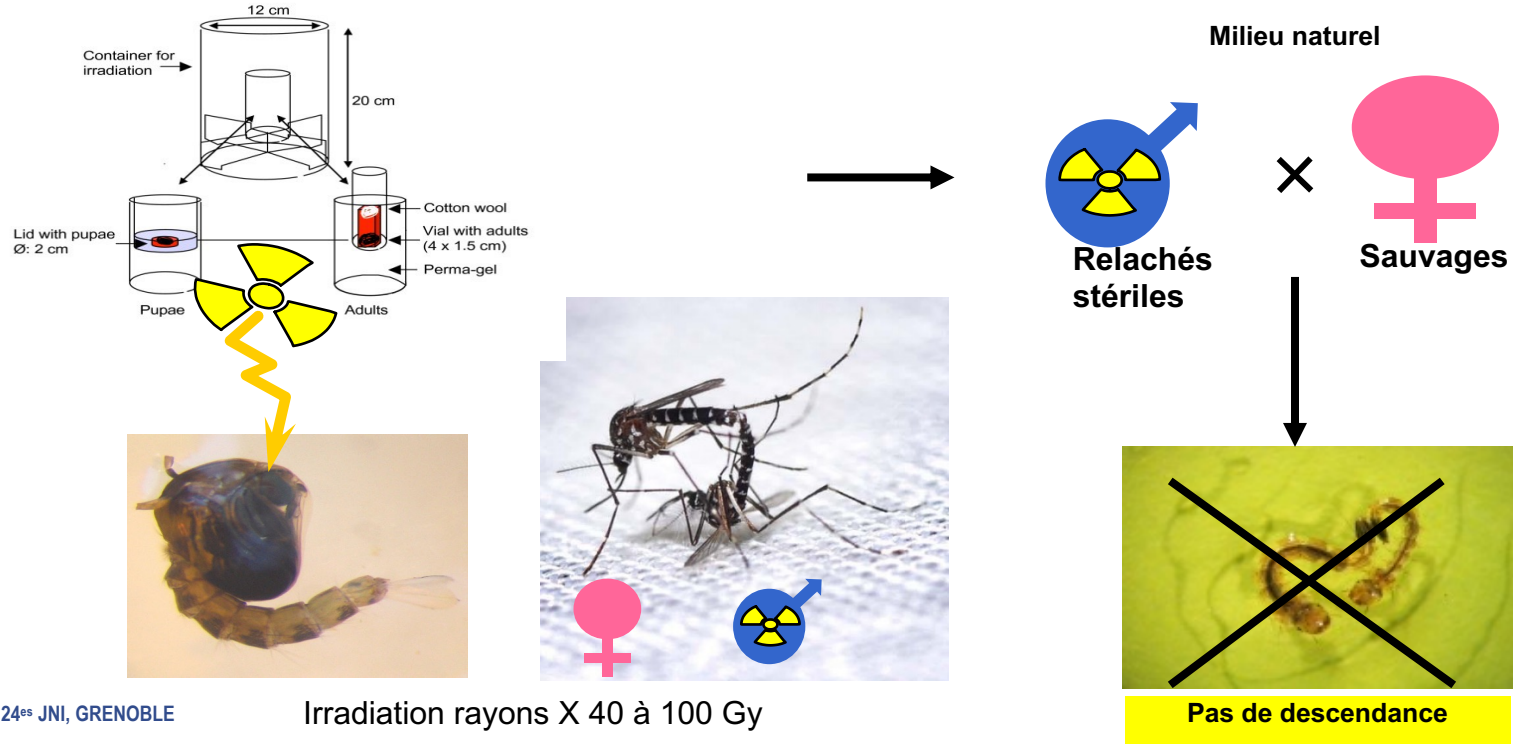 12 cm
Container for
irradiation
20 cm
Cotton wool
Lid with pupae
Ø: 2 cm
Vial with adults
(4 x 1.5 cm)
Perma-gel
Pupae
Adults
Milieu naturel
Relachés
stériles
Sauvages
24es JNI, GRENOBLE
Irradiation rayons X 40 à 100 Gy
Pas de descendance